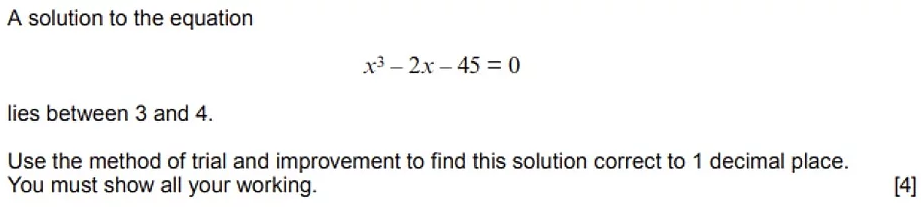 A solution to the equation
x³ – 2x – 45 = 0
lies between 3 and 4.
Use the method of trial and improvement to find this solution correct to 1 decimal place.
You must show all your working. [4]